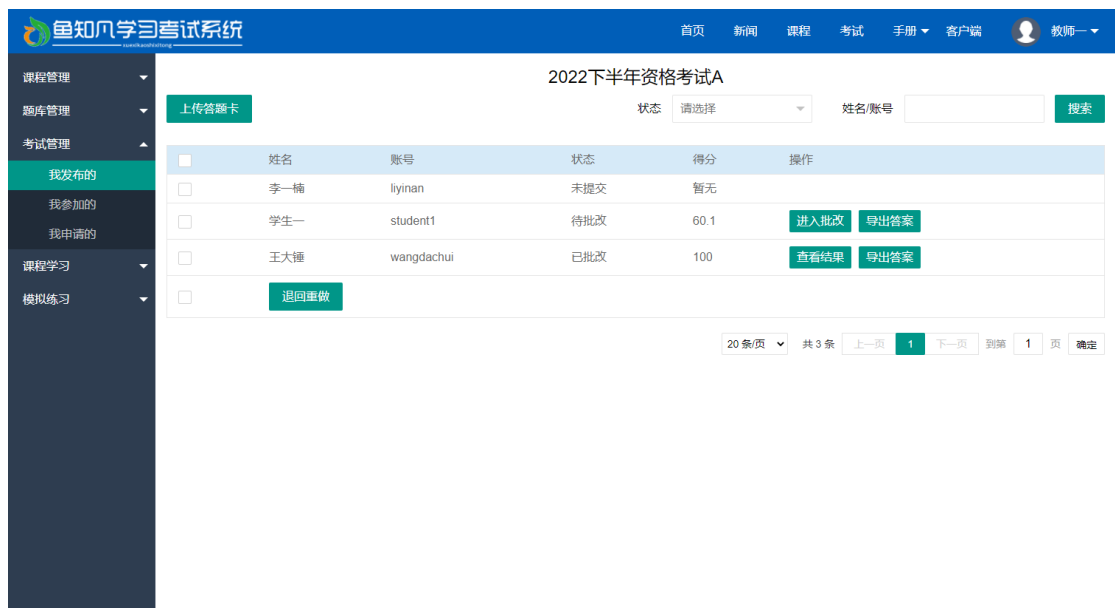 鱼知凡学习考试系统
xuexikaoshixitong
首页 新闻 课程 考试 手册 客户端 教师一
课程管理
题库管理
考试管理
我发布的
我参加的
我申请的
课程学习
模拟练习
2022下半年资格考试A
上传答题卡 状态 请选择 姓名/账号 搜索
姓名 账号 状态 得分 操作
李一楠 liyinan 未提交 暂无
学生一 student1 待批改 60.1 进入批改 导出答案
王大锤 wangdachui 已批改 100 查看结果 导出答案
退回重做
20 条/页 共 3 条 上一页 1 下一页 到第 1 页 确定